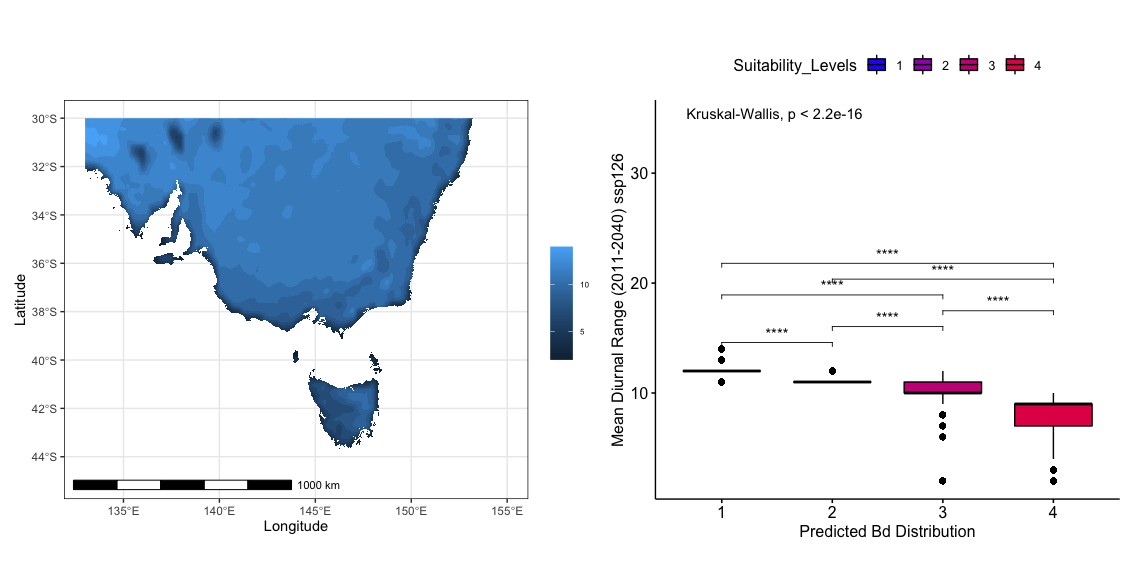 Suitability_Levels 1 2 3 4
30°S
32°S
34°S
36°S
38°S
40°S
42°S
44°S
Latitude
10
5
1000 km
135°E 140°E 145°E 150°E 155°E
Longitude
Kruskal-Wallis, p < 2.2e-16
Mean Diurnal Range (2011-2040) ssp126
30
20
10
****
****
****
****
****
****
1 2 3 4
Predicted Bd Distribution